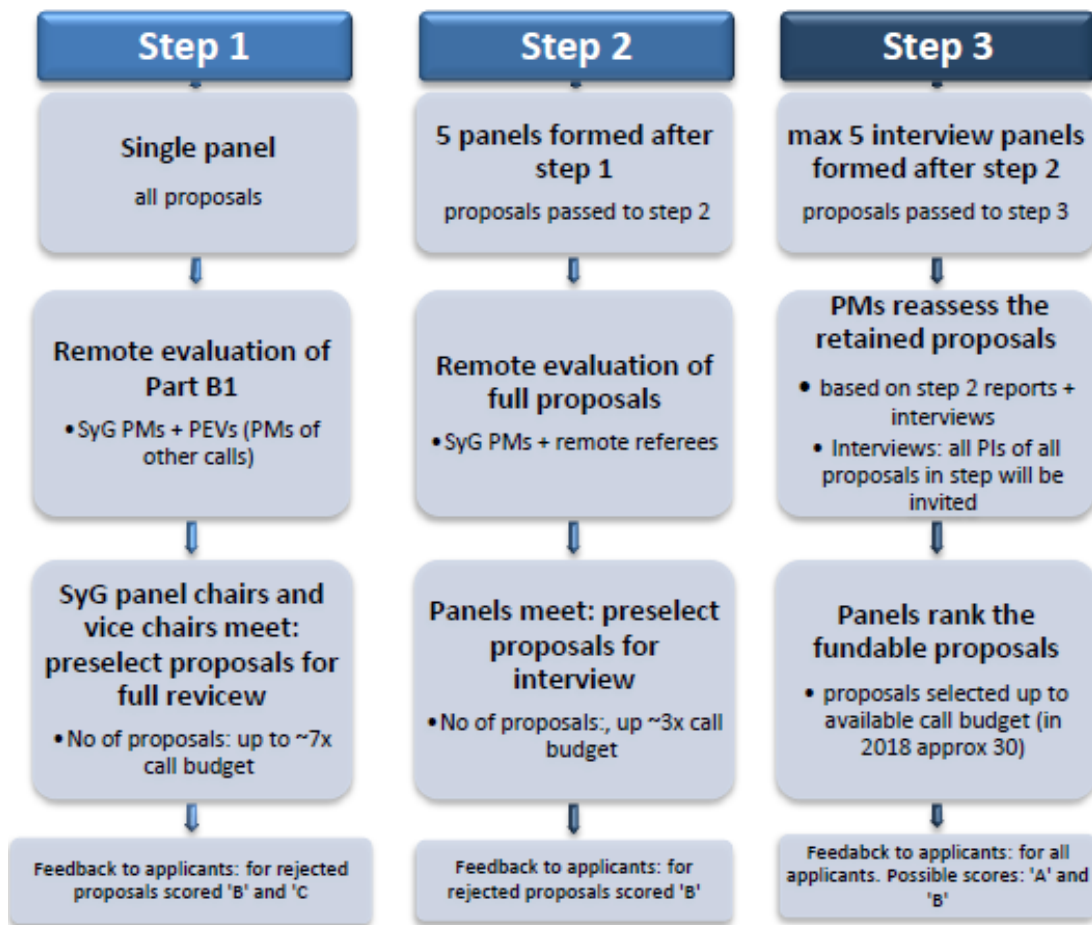 Step 1
Single panel
all proposals
Remote evaluation of
Part B1
•SyG PMs + PEVs (PMs of
other calls)
SyG panel chairs and
vice chairs meet:
preselect proposals for
full revicew
•No of proposals: up to ~7x
call budget
Feedback to applicants: for rejected
proposals scored 'B' and 'C
Step 2
5 panels formed after
step 1
proposals passed to step 2
Remote evaluation of
full proposals
•SyG PMs + remote referees
Panels meet: preselect
proposals for
interview
•No of proposals:, up ~3x call
budget
Feedback to applicants: for
rejected proposals scored 'B'
Step 3
max 5 interview panels
formed after step 2
proposals passed to step 3
PMs reassess the
retained proposals
• based on step 2 reports +
interviews
• Interviews: all PIs of all
proposals in step will be
invited
Panels rank the
fundable proposals
• proposals selected up to
available call budget (in
2018 approx 30)
Feedabck to applicants: for all
applicants. Possible scores: 'A' and
'B'